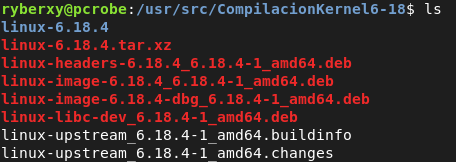 ryberxy@pcrobe:/usr/src/CompilacionKernel6-18$ ls
linux-6.18.4
linux-6.18.4.tar.xz
linux-headers-6.18.4_6.18.4-1_amd64.deb
linux-image-6.18.4_6.18.4-1_amd64.deb
linux-image-6.18.4-dbg_6.18.4-1_amd64.deb
linux-libc-dev_6.18.4-1_amd64.deb
linux-upstream_6.18.4-1_amd64.buildinfo
linux-upstream_6.18.4-1_amd64.changes